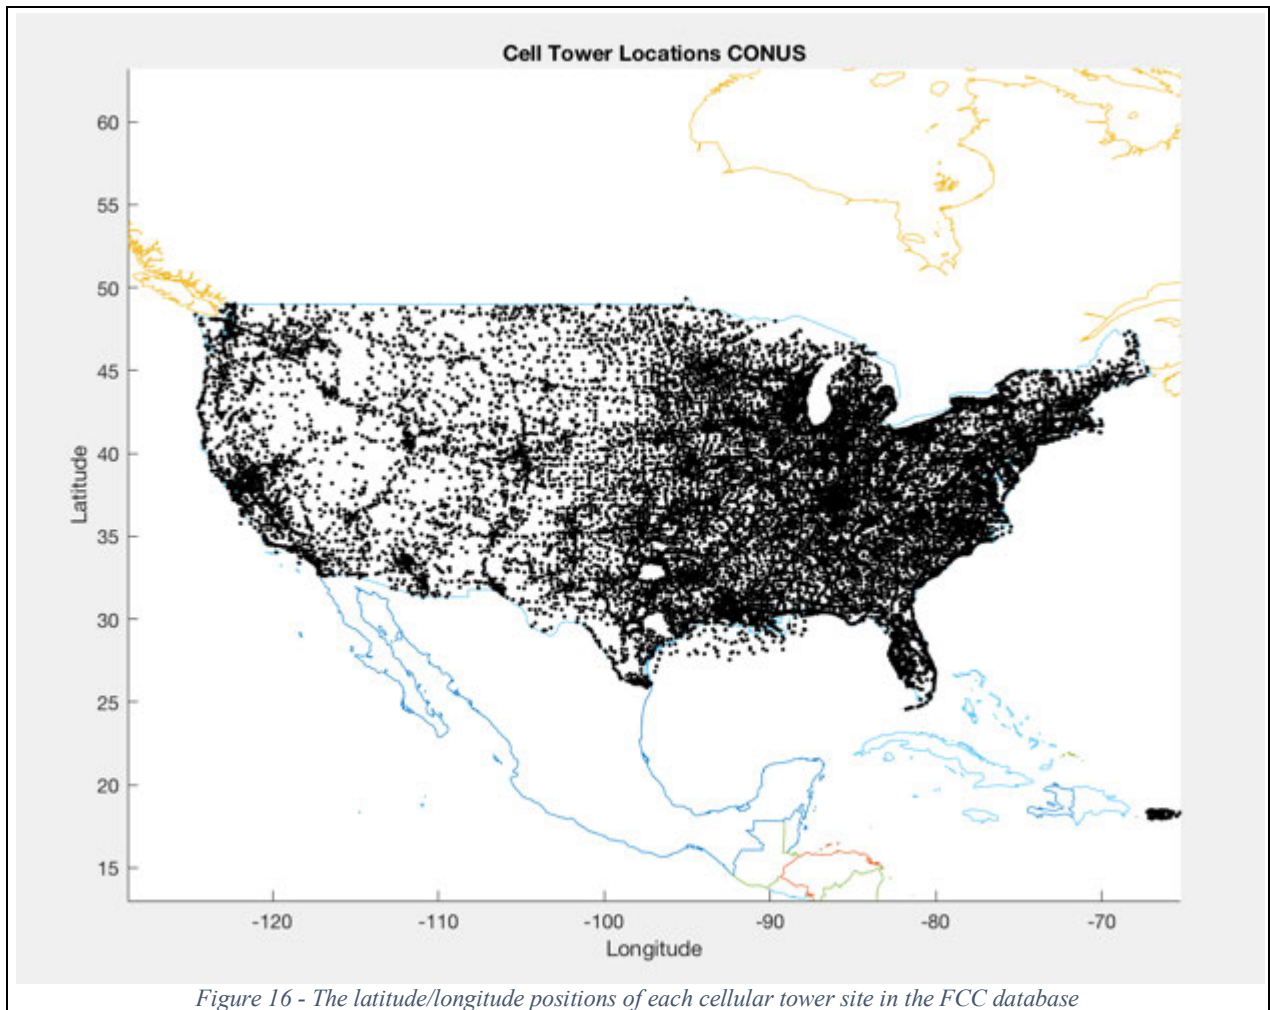 Cell Tower Locations CONUS
60
55
50
45
40
35
30
25
20
15
Latitude
-120 -110 -100 -90 -80 -70
Longitude
Figure 16 - The latitude/longitude positions of each cellular tower site in the FCC database